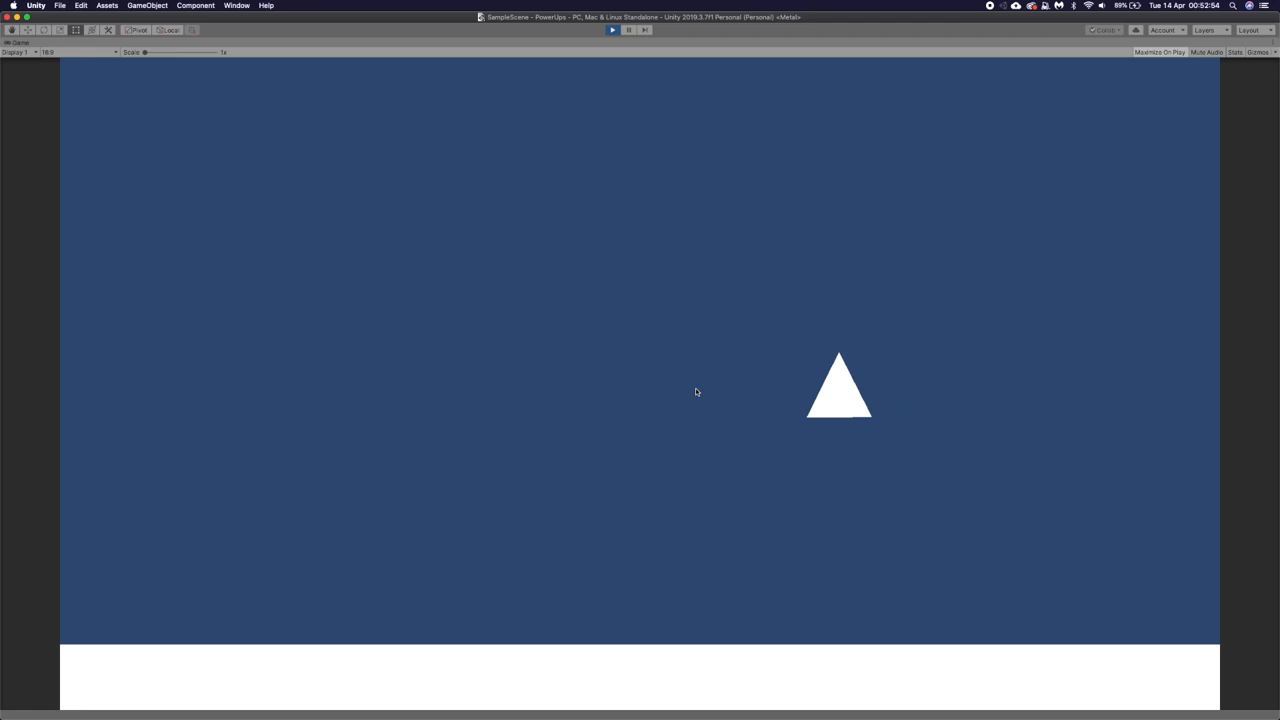 Unity File Edit Assets GameObject Component Window Help 89% Tue 14 Apr 00:52:54
SampleScene - PowerUps - PC, Mac & Linux Standalone - Unity 2019.3.7f1 Personal (Personal) <Metal>
Pivot Local Collab Account Layers Layout
Game
Display 1 16:9 Scale 1x Maximize On Play Mute Audio Stats Gizmos